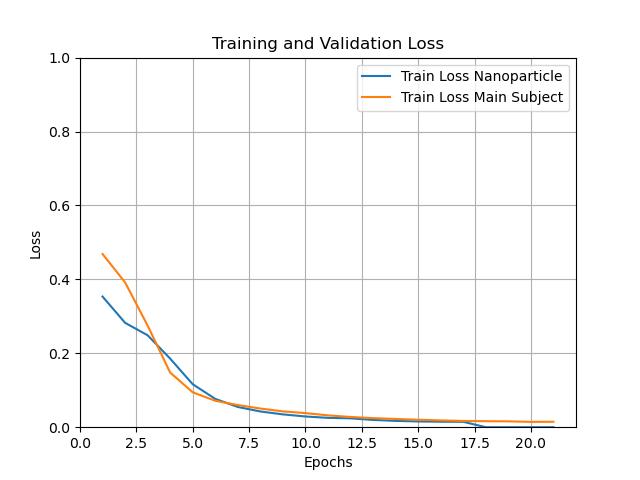 Training and Validation Loss
Train Loss Nanoparticle
Train Loss Main Subject
Loss
1.0
0.8
0.6
0.4
0.2
0.0
0.0 2.5 5.0 7.5 10.0 12.5 15.0 17.5 20.0
Epochs